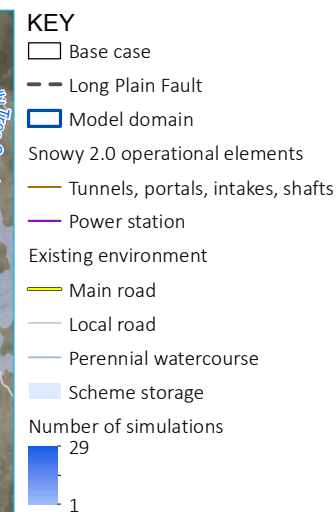 KEY
Base case
Long Plain Fault
Model domain
Snowy 2.0 operational elements
Tunnels, portals, intakes, shafts
Power station
Existing environment
Main road
Local road
Perennial watercourse
Scheme storage
Number of simulations
29
1